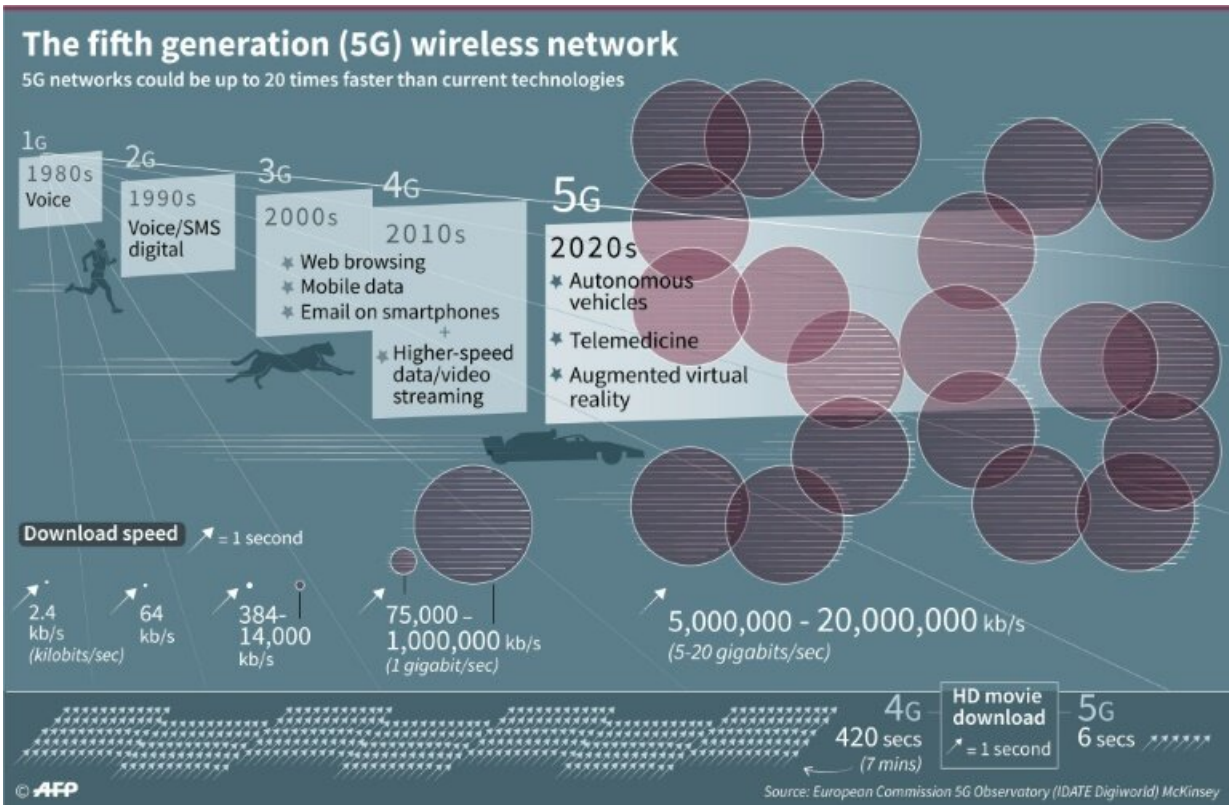 The fifth generation (5G) wireless network
5G networks could be up to 20 times faster than current technologies
1G
1980s
Voice
2G
1990s
Voice/SMS
digital
3G
2000s
Web browsing
Mobile data
Email on smartphones
4G
2010s
+
Higher-speed
data/video
streaming
5G
2020s
Autonomous
vehicles
Telemedicine
Augmented virtual
reality
Download speed
= 1 second
2.4
kb/s
(kilobits/sec)
64
kb/s
384-
14,000
kb/s
75,000 –
1,000,000 kb/s
(1 gigabit/sec)
5,000,000 - 20,000,000 kb/s
(5-20 gigabits/sec)
4G
420 secs
(7 mins)
HD movie
download
= 1 second
5G
6 secs
© AFP
Source: European Commission 5G Observatory (IDATE Digiworld) McKinsey